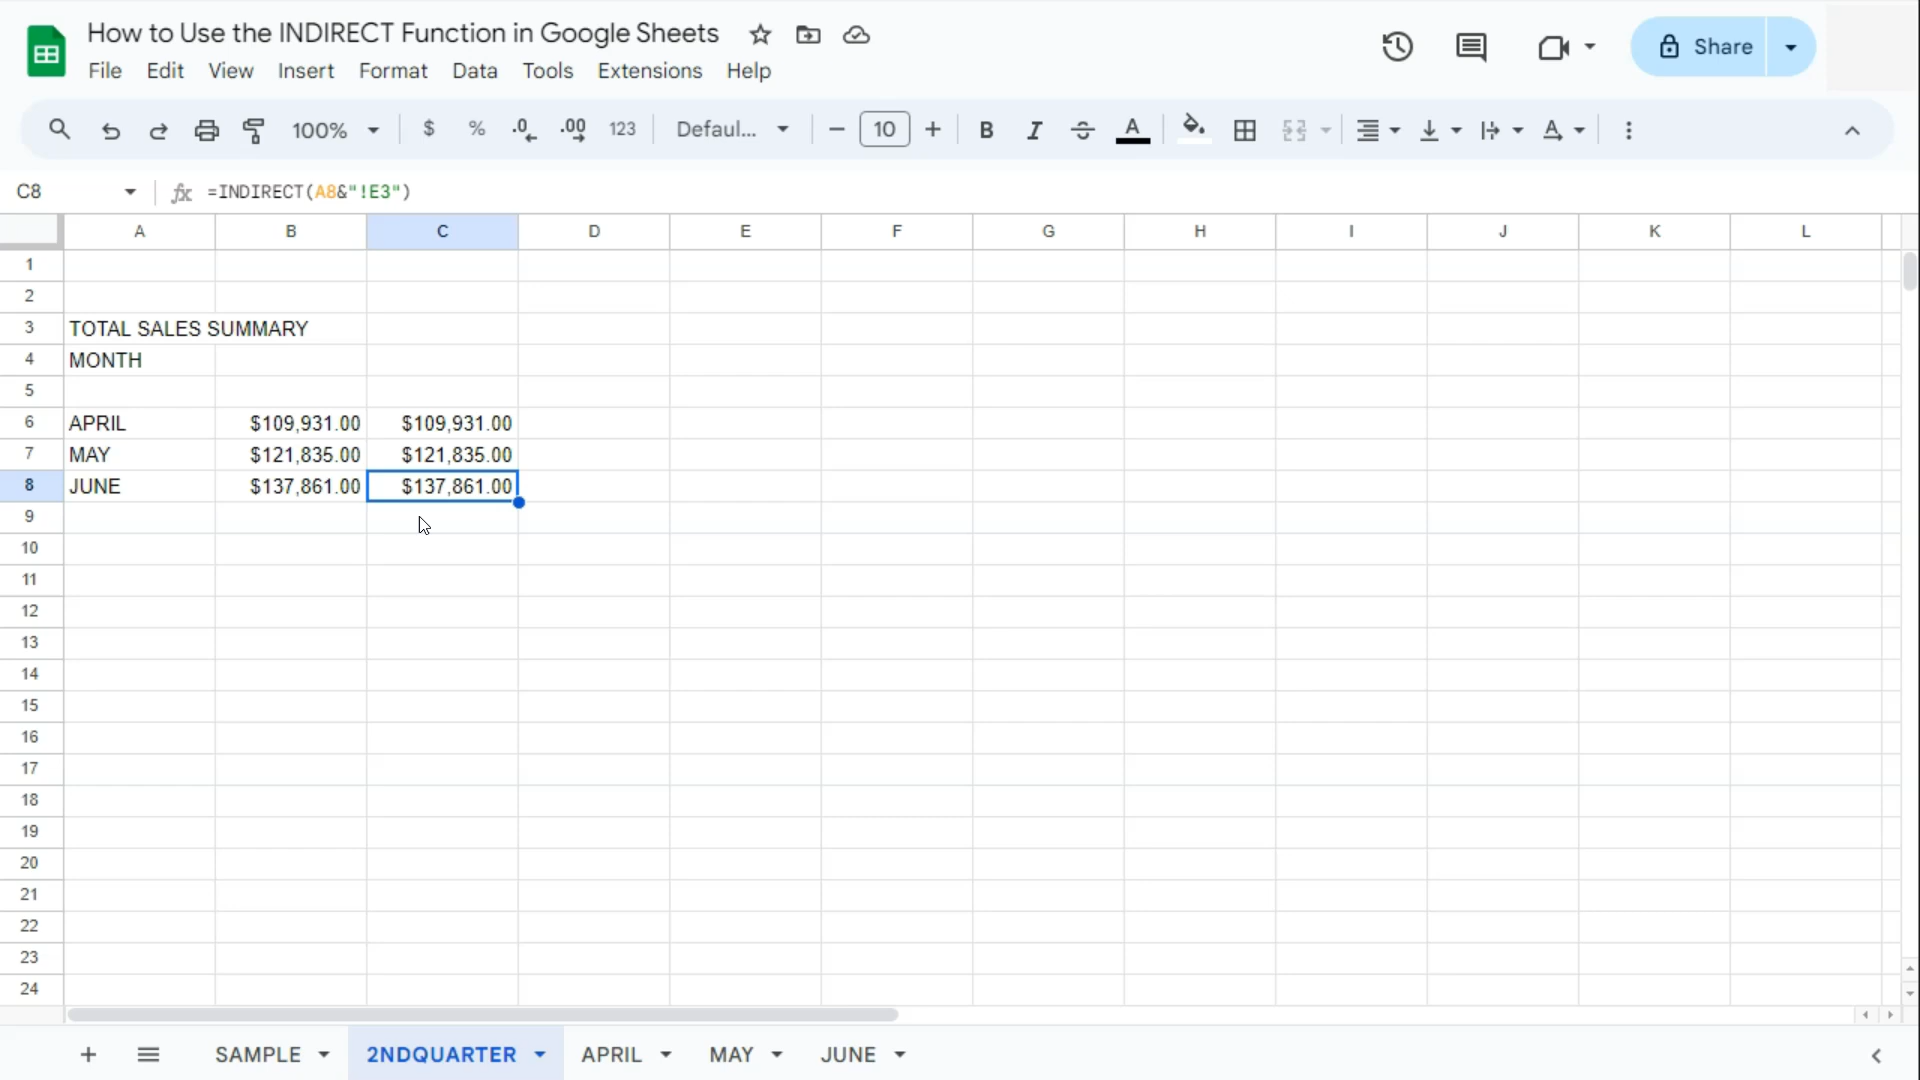 How to Use the INDIRECT Function in Google Sheets
File Edit View Insert Format Data Tools Extensions Help
Share
100% $ % .0 .00 123 Defaul... 10 B I S A A
C8 fx =INDIRECT(A8&"!E3")
A B C D E F G H I J K L
1
2
3 TOTAL SALES SUMMARY
4 MONTH
5
6 APRIL $109,931.00 $109,931.00
7 MAY $121,835.00 $121,835.00
8 JUNE $137,861.00 $137,861.00
9
10
11
12
13
14
15
16
17
18
19
20
21
22
23
24
SAMPLE 2NDQUARTER APRIL MAY JUNE